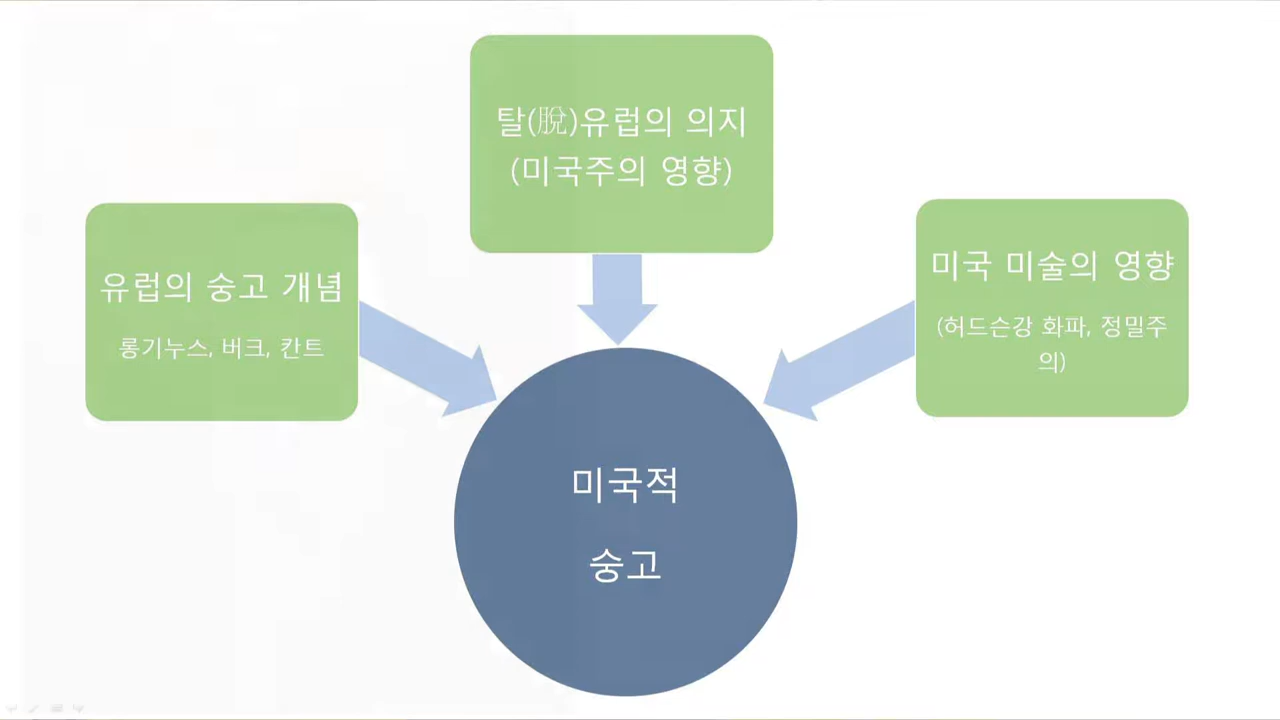 탈(脫)유럽의 의지
(미국주의 영향)
유럽의 숭고 개념
롱기누스, 버크, 칸트
미국 미술의 영향
(허드슨강 화파, 정밀주
의)
미국적
숭고